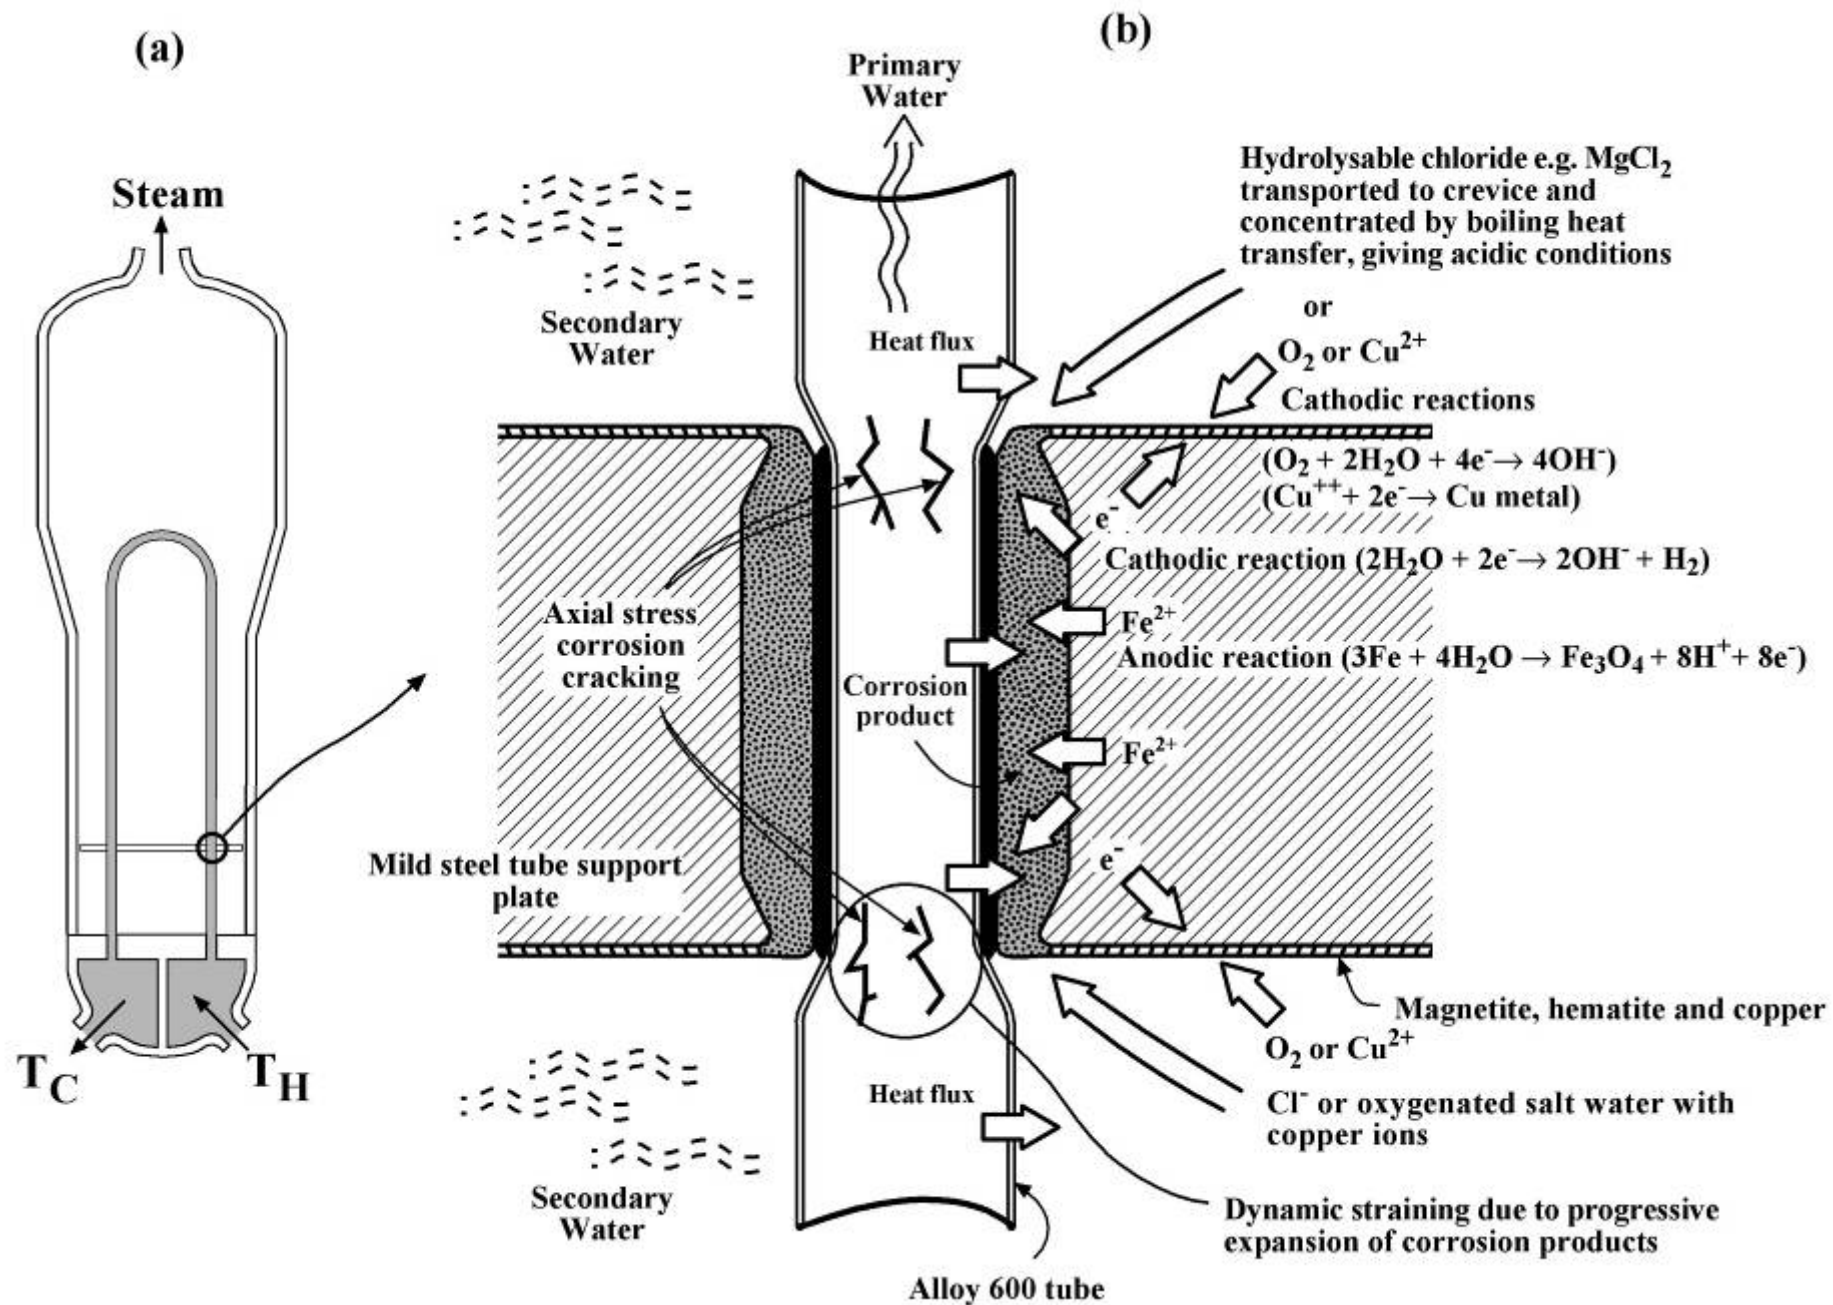 (a)
Steam
T_C
T_H
(b)
Primary
Water
Secondary
Water
Heat flux
Hydrolysable chloride e.g. MgCl₂
transported to crevice and
concentrated by boiling heat
transfer, giving acidic conditions
or
O₂ or Cu²⁺
Cathodic reactions
(O₂ + 2H₂O + 4e⁻→ 4OH⁻)
(Cu⁺⁺+ 2e⁻→ Cu metal)
e⁻
Cathodic reaction (2H₂O + 2e⁻→ 2OH⁻ + H₂)
Fe²⁺
Anodic reaction (3Fe + 4H₂O → Fe₃O₄ + 8H⁺+ 8e⁻)
Axial stress
corrosion
cracking
Corrosion
product
Fe²⁺
Mild steel tube support
plate
e⁻
Magnetite, hematite and copper
O₂ or Cu²⁺
Cl⁻ or oxygenated salt water with
copper ions
Heat flux
Secondary
Water
Dynamic straining due to progressive
expansion of corrosion products
Alloy 600 tube